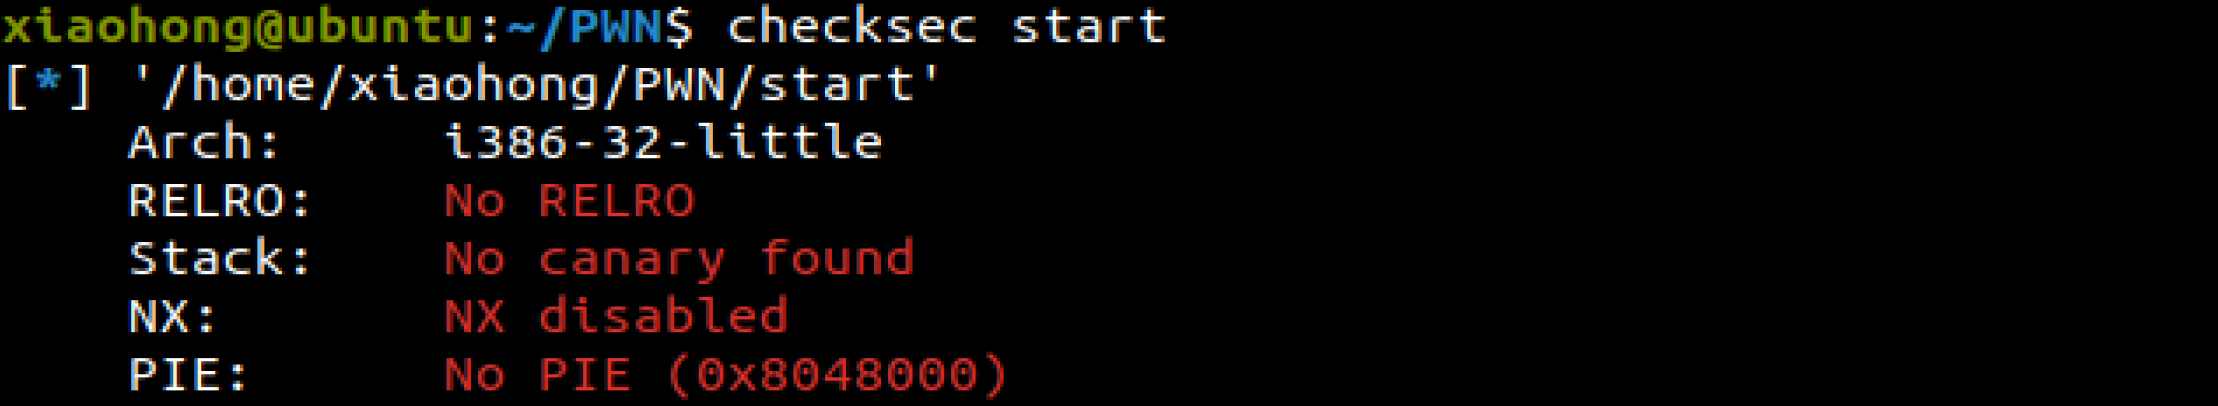 xiaohong@ubuntu:~/PWN$ checksec start
[*] '/home/xiaohong/PWN/start'
Arch: i386-32-little
RELRO: No RELRO
Stack: No canary found
NX: NX disabled
PIE: No PIE (0x8048000)